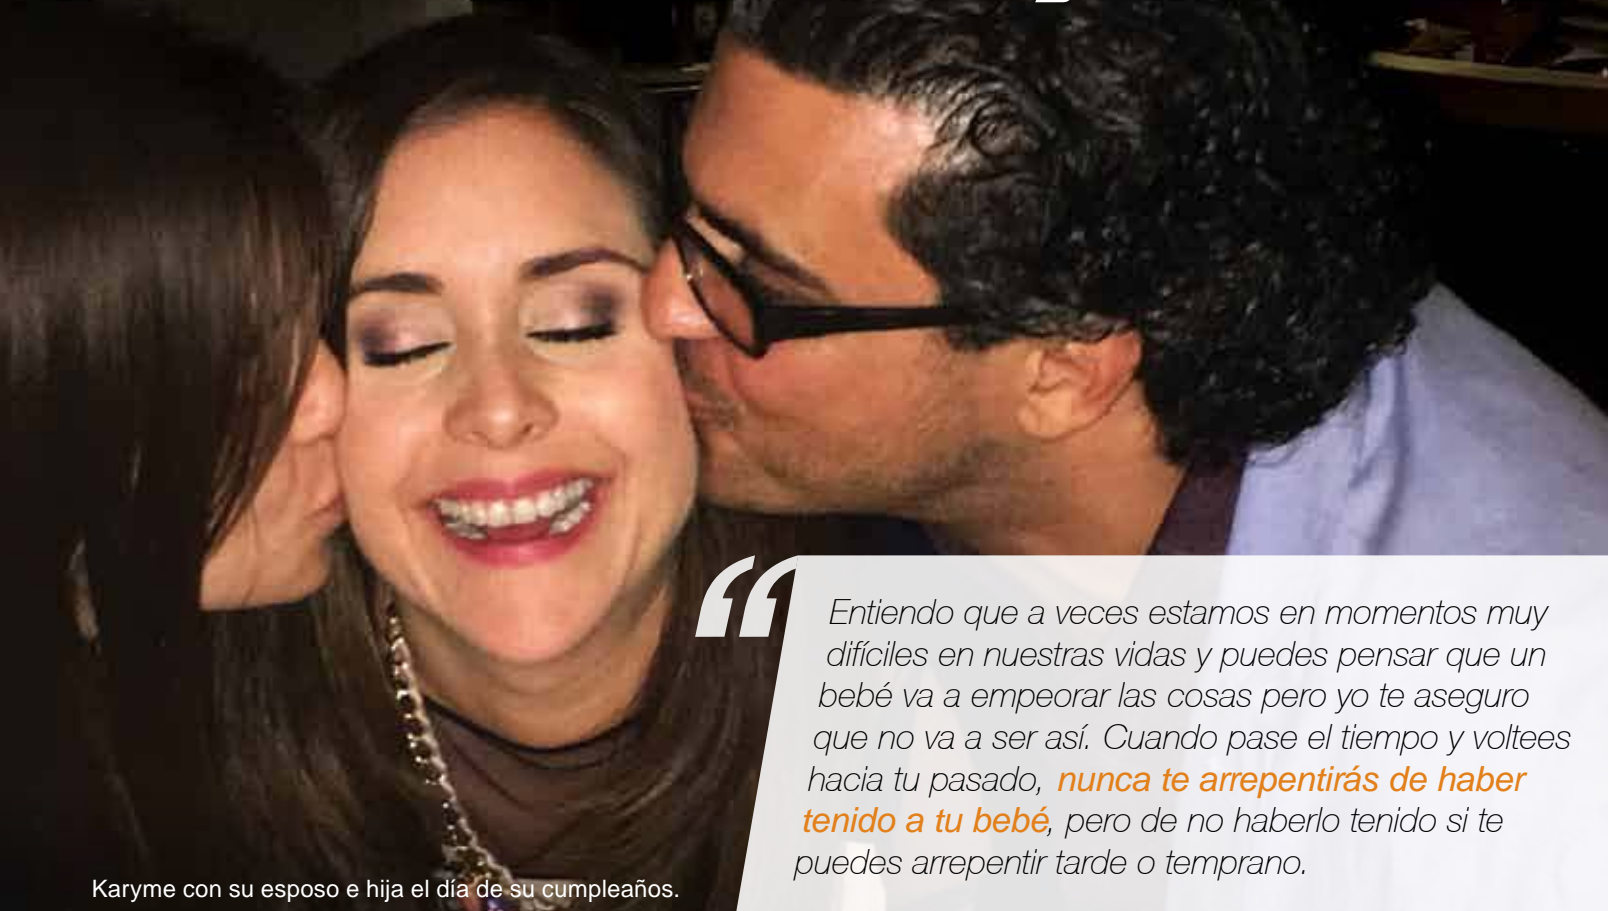 Entiendo que a veces estamos en momentos muy
difíciles en nuestras vidas y puedes pensar que un
bebé va a empeorar las cosas pero yo te aseguro
que no va a ser así. Cuando pase el tiempo y voltees
hacia tu pasado, nunca te arrepentirás de haber
tenido a tu bebé, pero de no haberlo tenido si te
puedes arrepentir tarde o temprano.
Karyme con su esposo e hija el día de su cumpleaños.